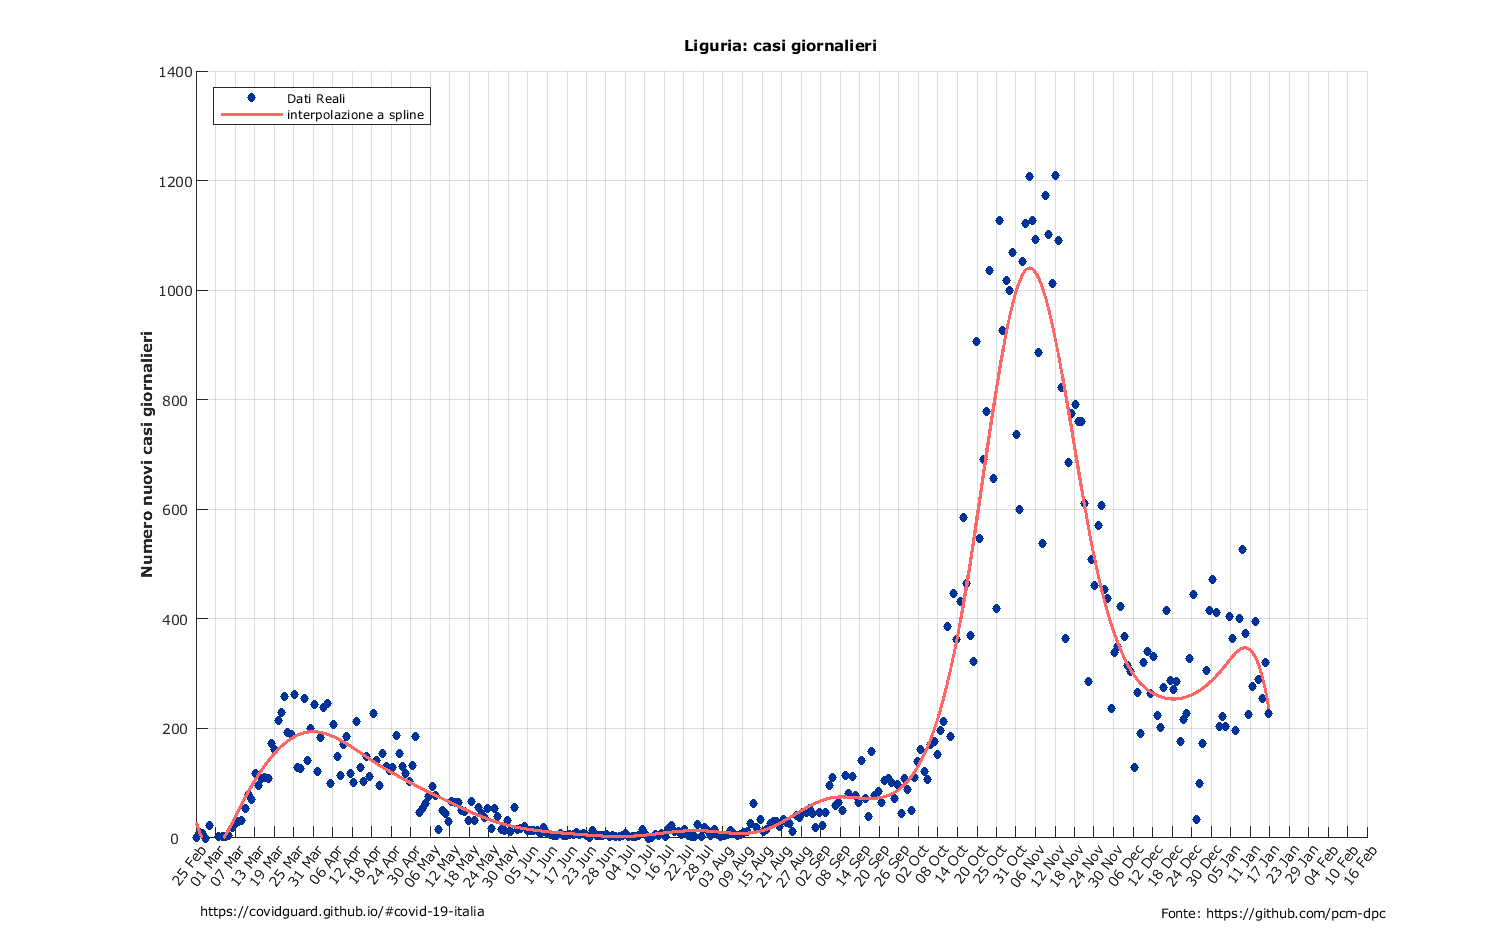 Liguria: casi giornalieri
Numero nuovi casi giornalieri
1400
1200
1000
800
600
400
200
0
Dati Reali
interpolazione a spline
25 Feb
01 Mar
07 Mar
13 Mar
19 Mar
25 Mar
31 Mar
06 Apr
12 Apr
18 Apr
24 Apr
30 Apr
06 May
12 May
18 May
24 May
30 May
05 Jun
11 Jun
17 Jun
23 Jun
28 Jun
04 Jul
10 Jul
16 Jul
22 Jul
28 Jul
03 Aug
09 Aug
15 Aug
21 Aug
27 Aug
02 Sep
08 Sep
14 Sep
20 Sep
26 Sep
02 Oct
08 Oct
14 Oct
20 Oct
25 Oct
31 Oct
06 Nov
12 Nov
18 Nov
24 Nov
30 Nov
06 Dec
12 Dec
18 Dec
24 Dec
30 Dec
05 Jan
11 Jan
17 Jan
23 Jan
29 Jan
04 Feb
10 Feb
16 Feb
https://covidguard.github.io/#covid-19-italia
Fonte: https://github.com/pcm-dpc